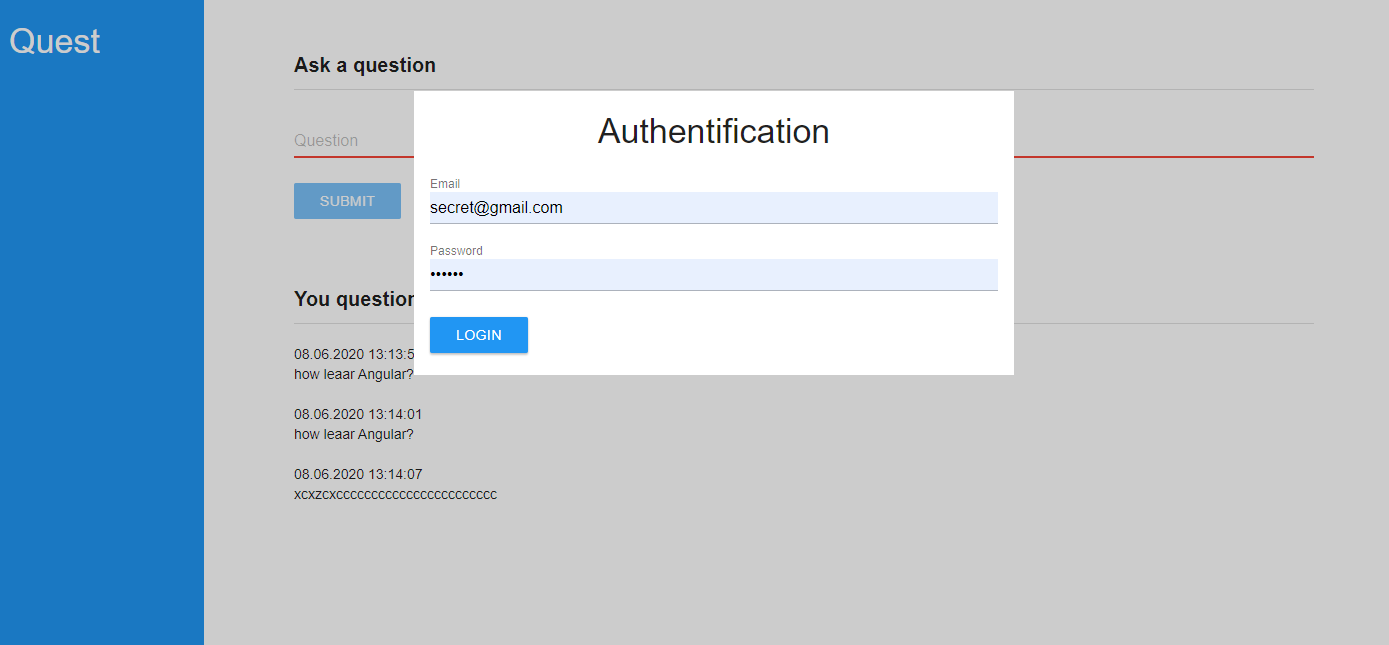 Quest
Ask a question
Question
SUBMIT
Authentification
Email
secret@gmail.com
Password
••••••
LOGIN
You question
08.06.2020 13:13:5
how leaar Angular?
08.06.2020 13:14:01
how leaar Angular?
08.06.2020 13:14:07
xcxzcxccccccccccccccccccccccc